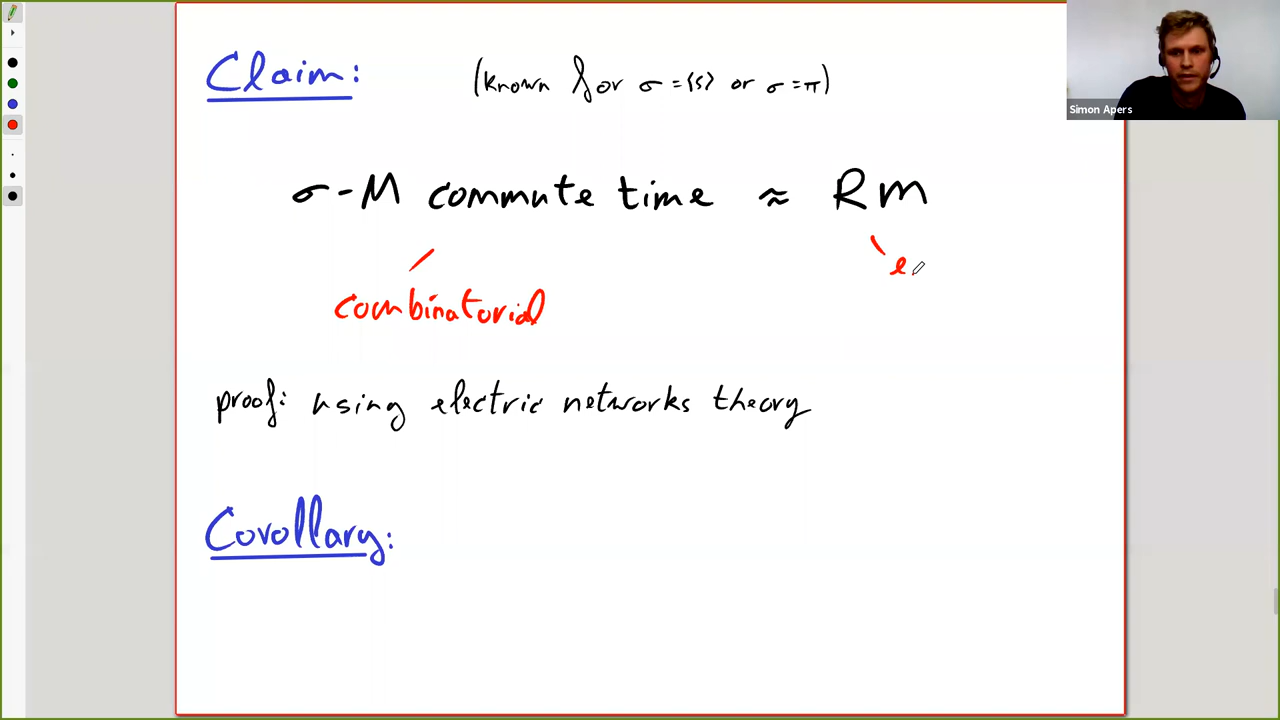 Claim: (known for σ = {s} or σ = π)
Simon Apers
σ-M commute time ≈ Rm
e
combinatorial
proof: using electric networks theory
Corollary: